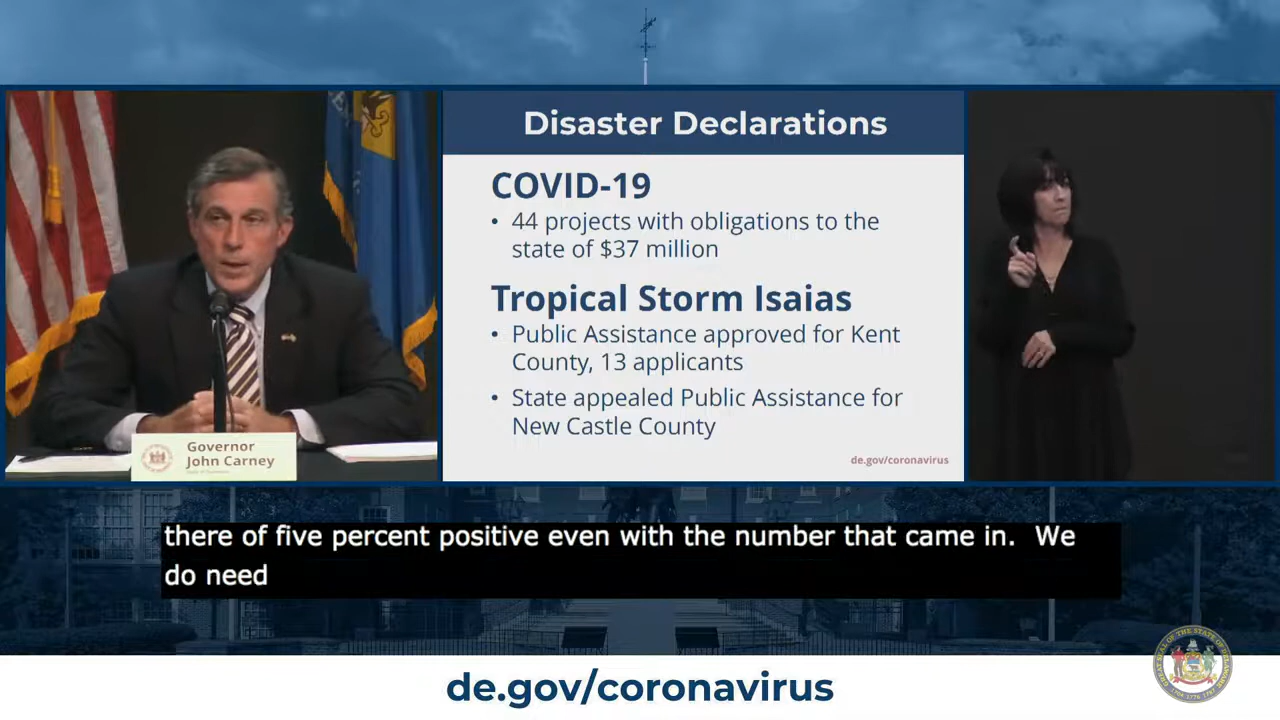 Disaster Declarations
COVID-19
• 44 projects with obligations to the
state of $37 million
Tropical Storm Isaias
• Public Assistance approved for Kent
County, 13 applicants
• State appealed Public Assistance for
New Castle County
de.gov/coronavirus
Governor
John Carney
there of five percent positive even with the number that came in.  We
do need
de.gov/coronavirus